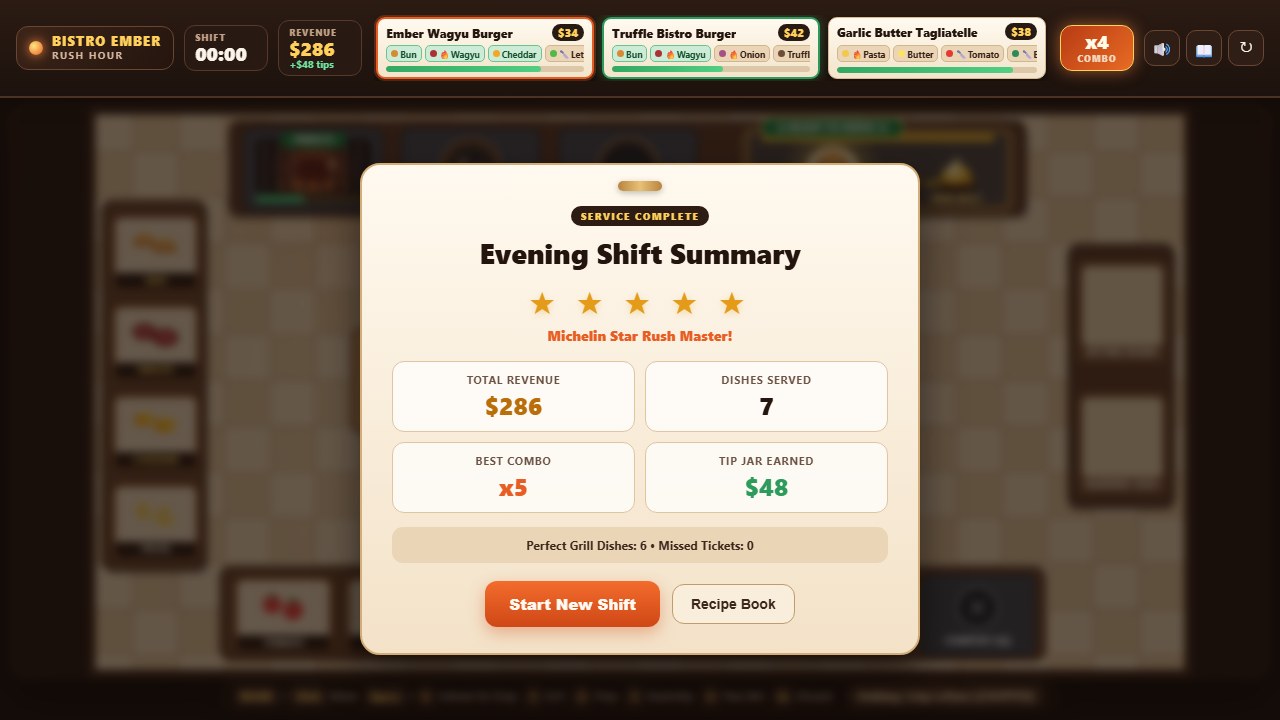 BISTRO EMBER
RUSH HOUR
SHIFT
00:00
REVENUE
$286
+$48 tips
Ember Wagyu Burger $34
Bun Wagyu Cheddar Let
Truffle Bistro Burger $42
Bun Wagyu Onion Truffl
Garlic Butter Tagliatelle $38
Pasta Butter Tomato
x4
COMBO
SERVICE COMPLETE
Evening Shift Summary
Michelin Star Rush Master!
TOTAL REVENUE
$286
DISHES SERVED
7
BEST COMBO
x5
TIP JAR EARNED
$48
Perfect Grill Dishes: 6 • Missed Tickets: 0
Start New Shift
Recipe Book